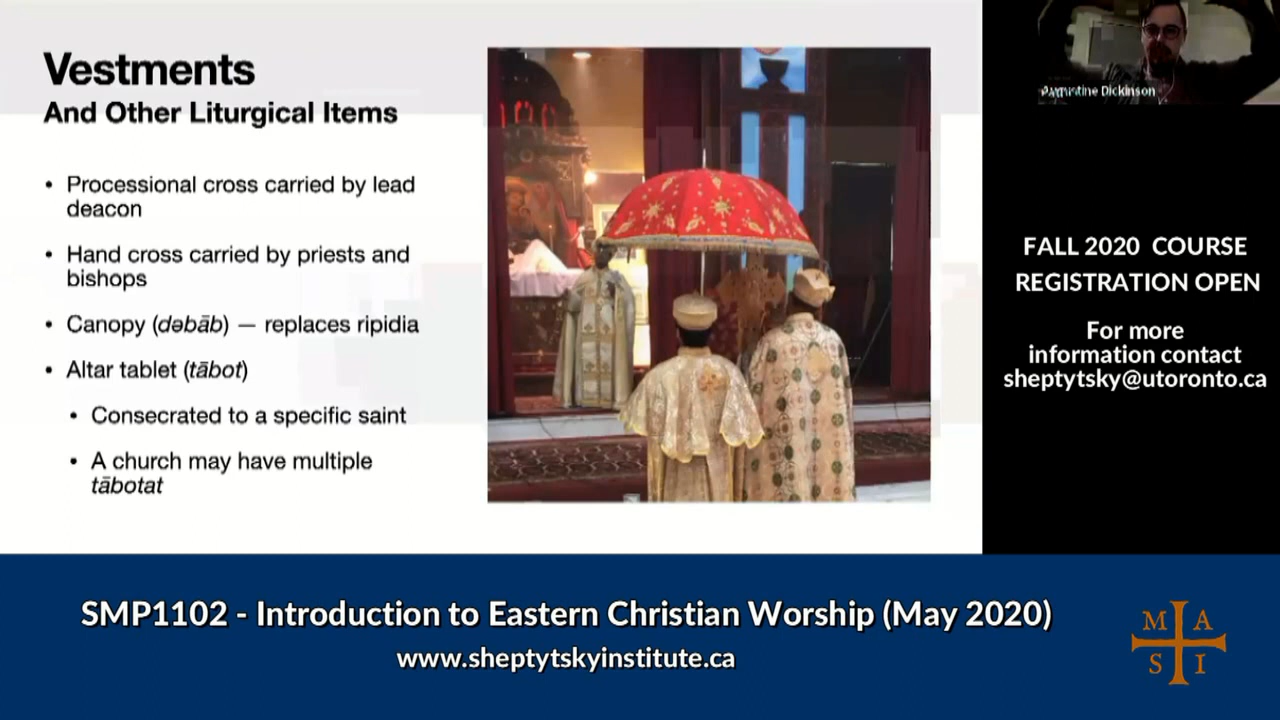 Vestments
And Other Liturgical Items
• Processional cross carried by lead
deacon
• Hand cross carried by priests and
bishops
• Canopy (dəbāb) — replaces ripidia
• Altar tablet (tābot)
• Consecrated to a specific saint
• A church may have multiple
tābotat
Dickinson
FALL 2020 COURSE
REGISTRATION OPEN
For more
information contact
sheptytsky@utoronto.ca
SMP1102 - Introduction to Eastern Christian Worship (May 2020)
www.sheptytskyinstitute.ca
M A
S I